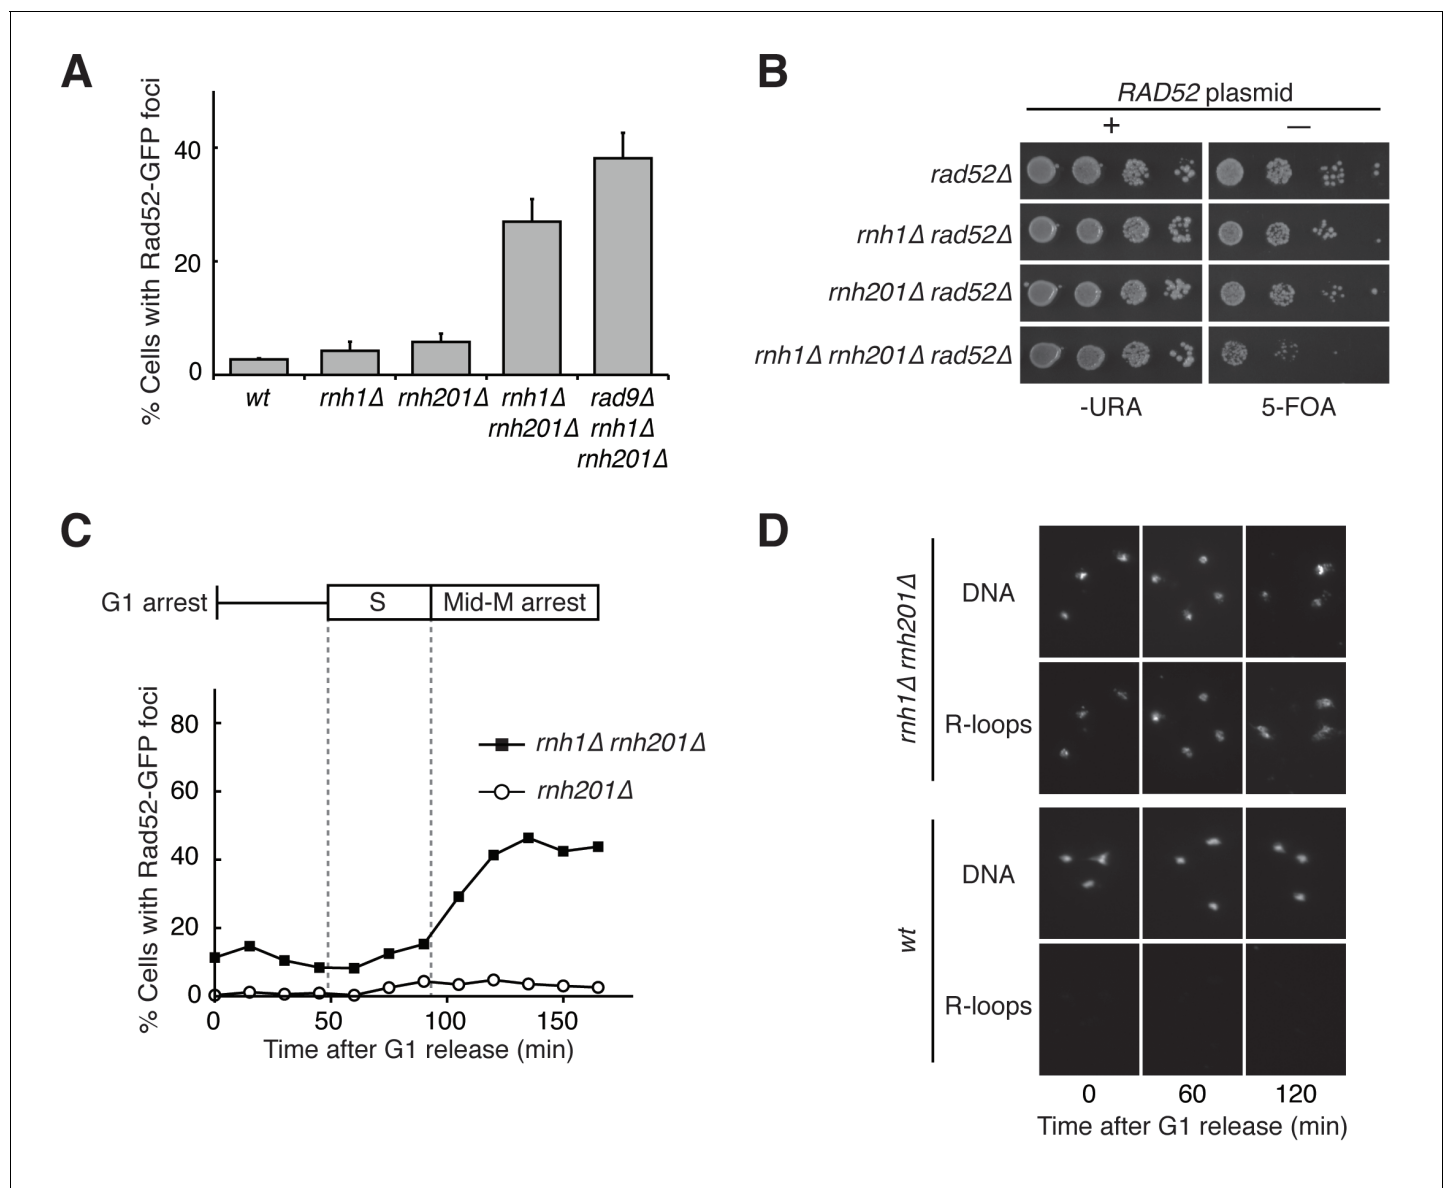 A
% Cells with Rad52-GFP foci
40
20
0
wt
rnh1Δ
rnh201Δ
rnh1Δ
rnh201Δ
rad9Δ
rnh1Δ
rnh201Δ
B
RAD52 plasmid
+
—
rad52Δ
rnh1Δ rad52Δ
rnh201Δ rad52Δ
rnh1Δ rnh201Δ rad52Δ
-URA
5-FOA
C
G1 arrest
S
Mid-M arrest
% Cells with Rad52-GFP foci
80
60
40
20
0
rnh1Δ rnh201Δ
rnh201Δ
0
50
100
150
Time after G1 release (min)
D
rnh1Δ rnh201Δ
DNA
R-loops
wt
DNA
R-loops
0
60
120
Time after G1 release (min)